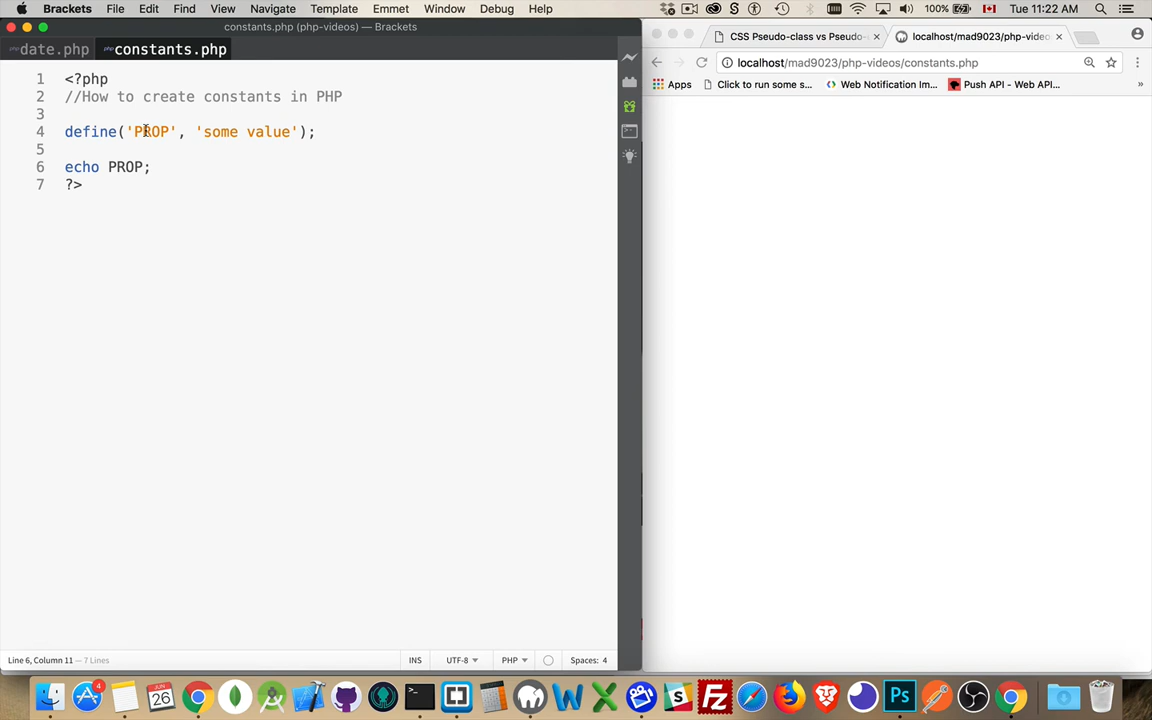 Brackets File Edit Find View Navigate Template Emmet Window Debug Help 100% Tue 11:22 AM
constants.php (php-videos) — Brackets
CSS Pseudo-class vs Pseudo- localhost/mad9023/php-videos
date.php constants.php
localhost/mad9023/php-videos/constants.php
Apps Click to run some s... Web Notification Im... Push API - Web API... »
1 <?php
2 //How to create constants in PHP
3
4 define('PROP', 'some value');
5
6 echo PROP;
7 ?>
Line 6, Column 11 — 7 Lines INS UTF-8 PHP Spaces: 4